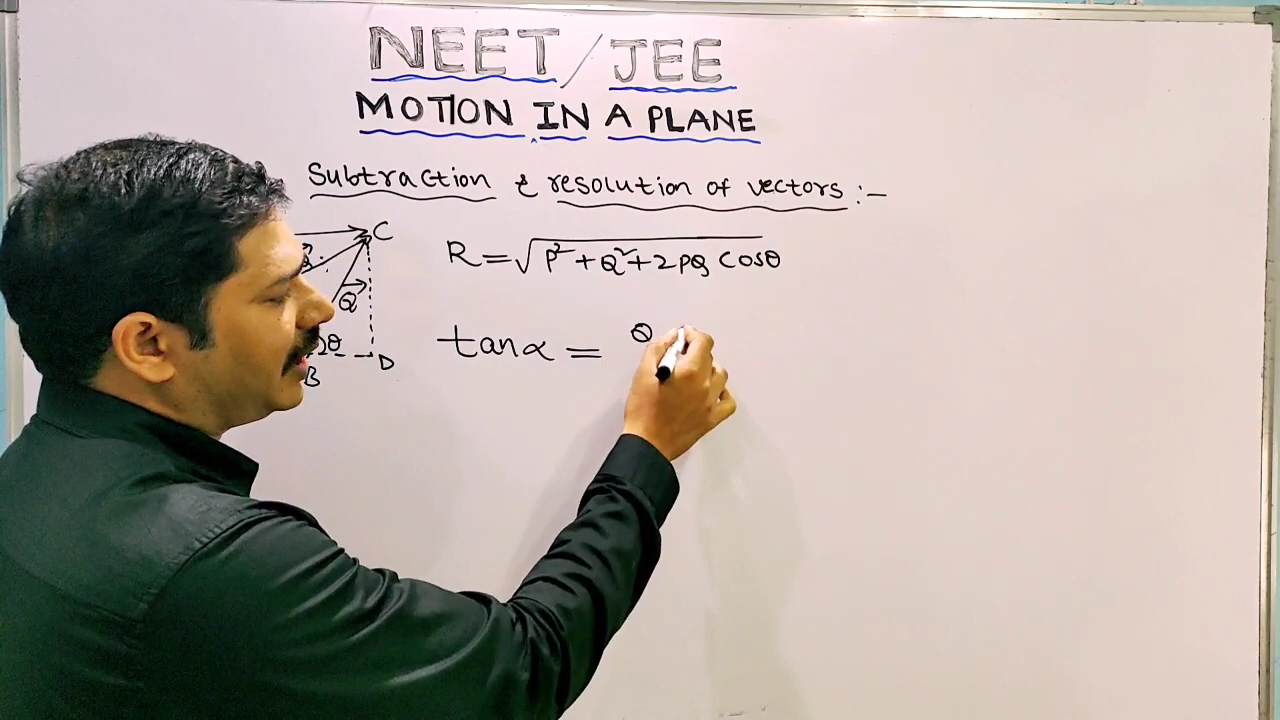 NEET/JEE
MOTION IN A PLANE
Subtraction & resolution of vectors :-
C
R = √P²+Q²+2PQ Cosθ
Q
θ
tanα = Q
D
B